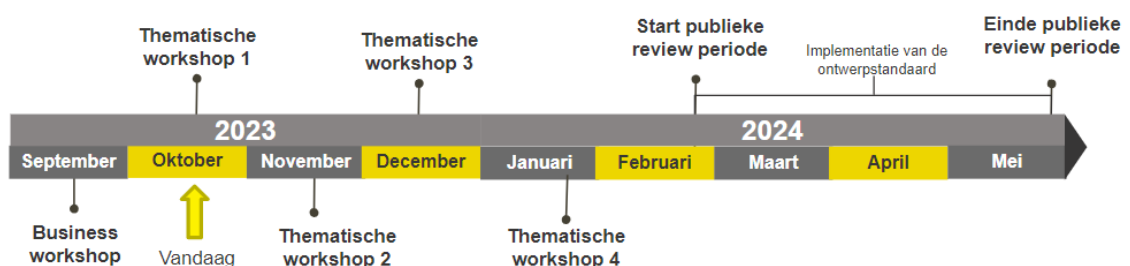 Thematische
workshop 1
Thematische
workshop 3
Start publieke
review periode
Implementatie van de
ontwerpstandaard
Einde publieke
review periode
2023
2024
September
Oktober
November
December
Januari
Februari
Maart
April
Mei
Business
workshop
Vandaag
Thematische
workshop 2
Thematische
workshop 4